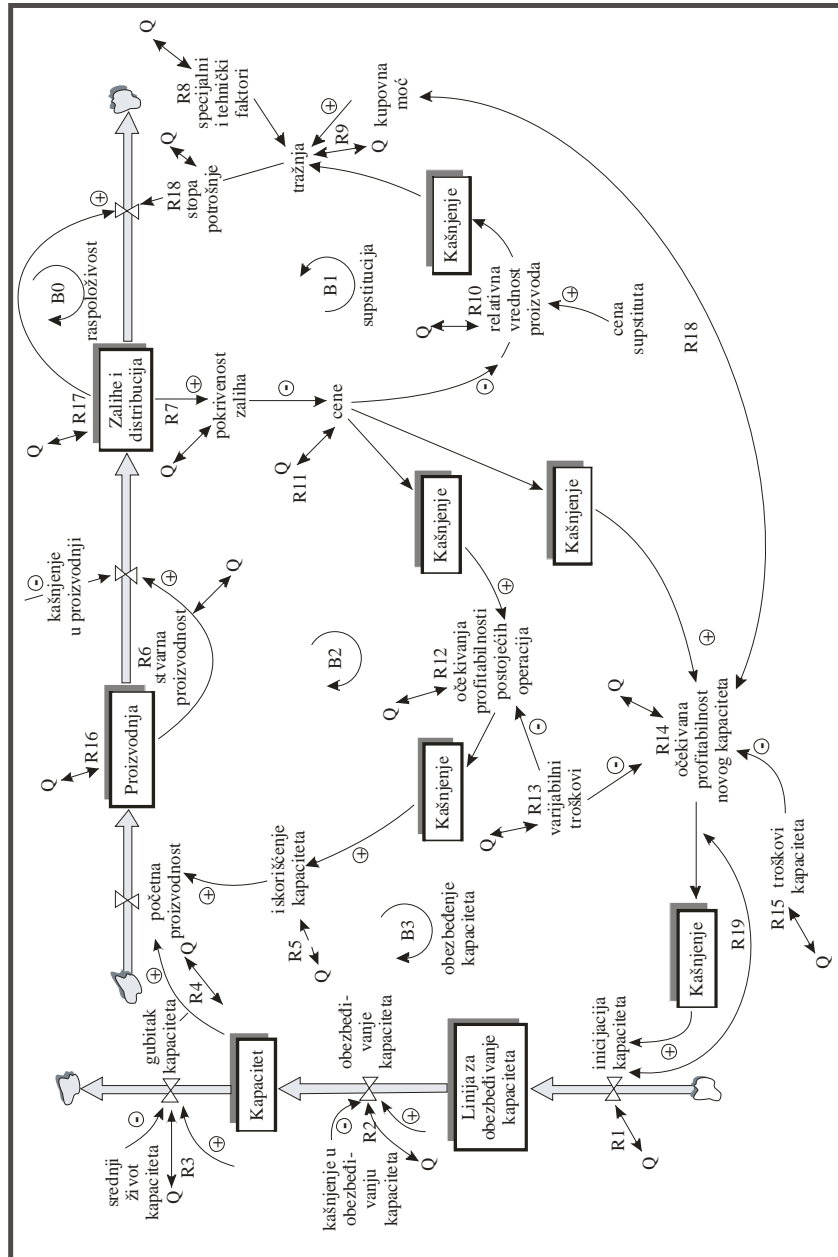 R1
Q
inicijacija
kapaciteta
Linija za
obezbeđivanje
kapaciteta
kašnjenje u
obezbeđi-
vanju
kapaciteta
-
R2
Q
+
obezbeđi-
vanje
kapaciteta
Kapacitet
srednji
život
kapaciteta
-
Q
R3
+
gubitak
kapaciteta
+
R4
Q
početna
proizvodnost
+
iskorišćenje
kapaciteta
R5
Q
B3
obezbeđenje
kapaciteta
+
Kašnjenje
R16
Q
Proizvodnja
R6
stvarna
proizvodnost
Q
+
kašnjenje
u proizvodnji
-
R17
Q
Zalihe i
distribucija
B0
raspoloživost
+
R7
+
pokrivenost
zaliha
Q
-
cene
Q
R11
R18
stopa
potrošnje
Q
R8
specijalni
i tehnički
faktori
Q
tražnja
+
R9
Q
kupovna
moć
B1
supstitucija
Kašnjenje
R10
relativna
vrednost
proizvoda
Q
-
+
cena
supstituta
R18
B2
Kašnjenje
+
R12
očekivanja
profitabilnosti
postojećih
operacija
Q
-
R13
varijabilni
troškovi
Q
-
Kašnjenje
+
R14
očekivana
profitabilnost
novog kapaciteta
Q
-
R15 troškovi
kapaciteta
Q
R19
Kašnjenje
+